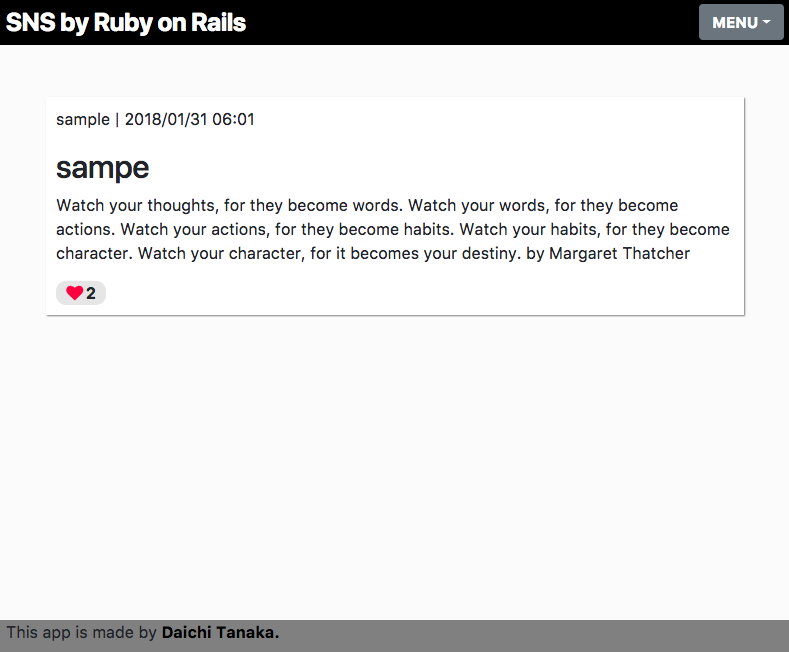 SNS by Ruby on Rails
MENU
sample | 2018/01/31 06:01
sampe
Watch your thoughts, for they become words. Watch your words, for they become
actions. Watch your actions, for they become habits. Watch your habits, for they become
character. Watch your character, for it becomes your destiny. by Margaret Thatcher
2
This app is made by Daichi Tanaka.